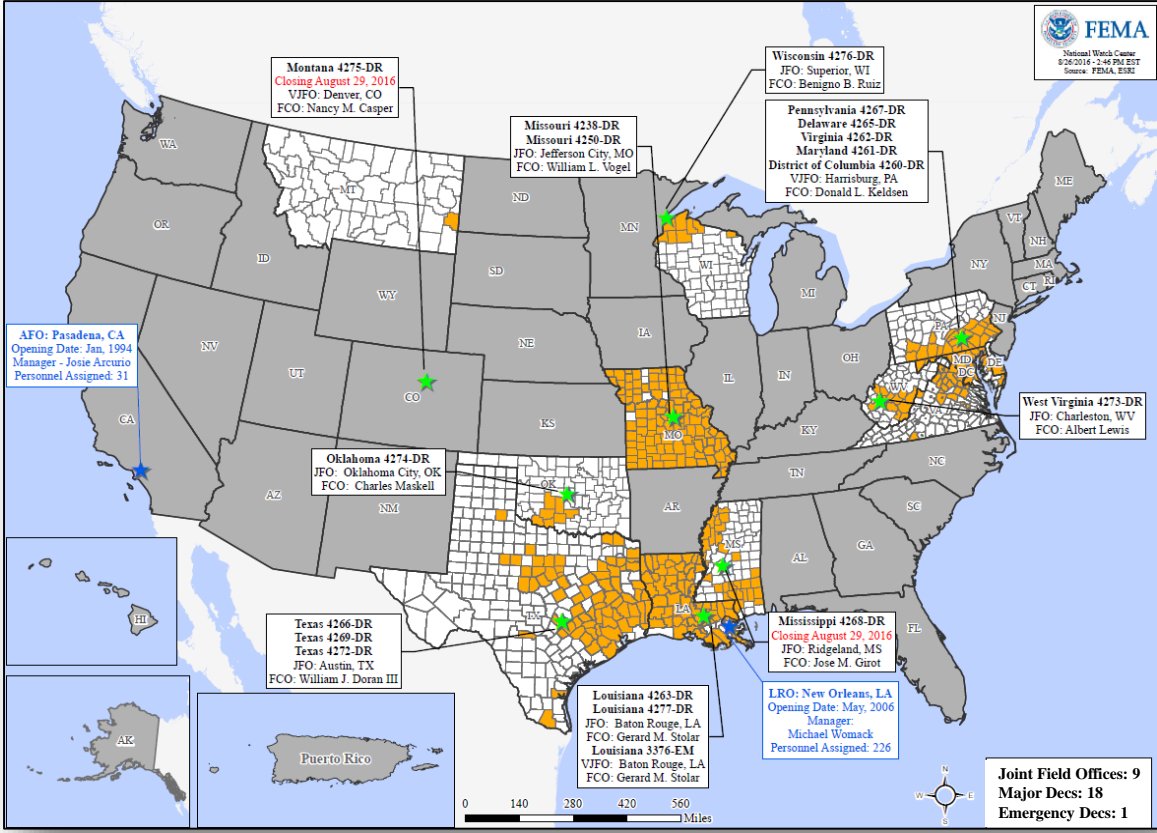 FEMA
National Watch Center
8/26/2016 - 2:46 PM EST
Source: FEMA, ESRI
Montana 4275-DR
Closing August 29, 2016
VJFO: Denver, CO
FCO: Nancy M. Casper
Wisconsin 4276-DR
JFO: Superior, WI
FCO: Benigno B. Ruiz
Missouri 4238-DR
Missouri 4250-DR
JFO: Jefferson City, MO
FCO: William L. Vogel
Pennsylvania 4267-DR
Delaware 4265-DR
Virginia 4262-DR
Maryland 4261-DR
District of Columbia 4260-DR
VJFO: Harrisburg, PA
FCO: Donald L. Keldsen
AFO: Pasadena, CA
Opening Date: Jan, 1994
Manager - Josie Arcurio
Personnel Assigned: 31
West Virginia 4273-DR
JFO: Charleston, WV
FCO: Albert Lewis
Oklahoma 4274-DR
JFO: Oklahoma City, OK
FCO: Charles Maskell
Texas 4266-DR
Texas 4269-DR
Texas 4272-DR
JFO: Austin, TX
FCO: William J. Doran III
Mississippi 4268-DR
Closing August 29, 2016
JFO: Ridgeland, MS
FCO: Jose M. Girot
Louisiana 4263-DR
Louisiana 4277-DR
JFO: Baton Rouge, LA
FCO: Gerard M. Stolar
Louisiana 3376-EM
VJFO: Baton Rouge, LA
FCO: Gerard M. Stolar
LRO: New Orleans, LA
Opening Date: May, 2006
Manager:
Michael Womack
Personnel Assigned: 226
WA
MT
ND
MN
ME
VT
NH
OR
ID
SD
WI
NY
MA
CT
RI
WY
MI
NV
NE
IA
PA
NJ
UT
CO
IL
IN
OH
MD
DE
DC
WV
VA
CA
KS
MO
KY
AZ
NM
OK
AR
TN
NC
SC
TX
LA
MS
AL
GA
FL
HI
AK
Puerto Rico
0 140 280 420 560
Miles
N
W
E
S
Joint Field Offices: 9
Major Decs: 18
Emergency Decs: 1